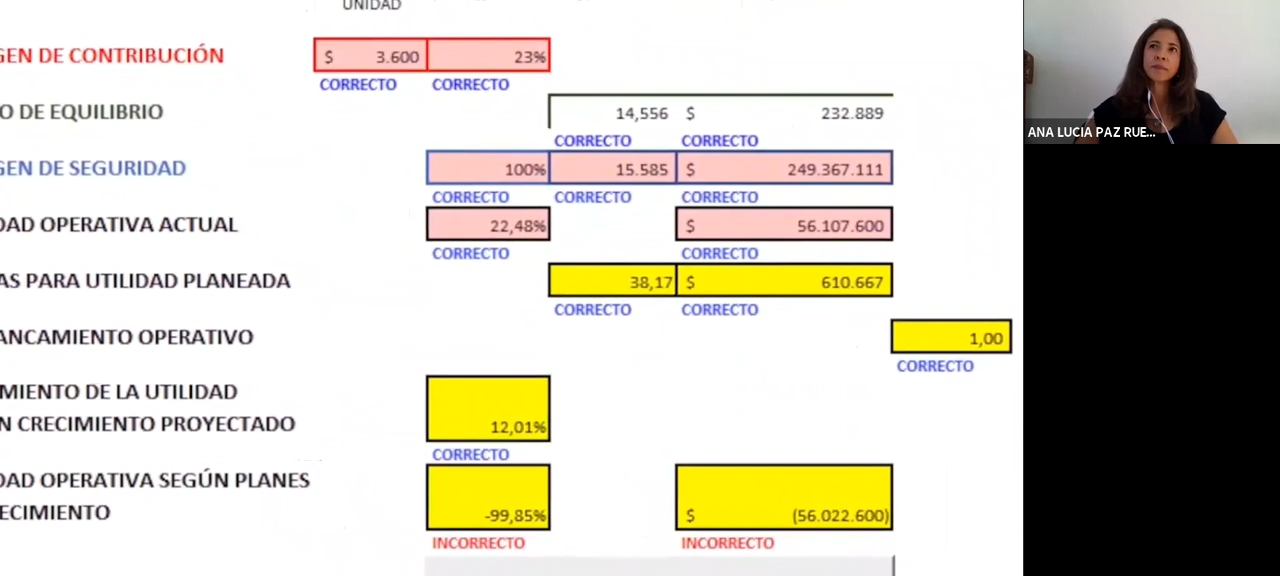 UNIDAD
GEN DE CONTRIBUCIÓN $ 3.600 23%
CORRECTO CORRECTO
O DE EQUILIBRIO 14,556 $ 232.889
CORRECTO CORRECTO
GEN DE SEGURIDAD 100% 15.585 $ 249.367.111
CORRECTO CORRECTO CORRECTO
DAD OPERATIVA ACTUAL 22,48% $ 56.107.600
CORRECTO CORRECTO
AS PARA UTILIDAD PLANEADA 38,17 $ 610.667
CORRECTO CORRECTO
ANCAMIENTO OPERATIVO 1,00
CORRECTO
MIENTO DE LA UTILIDAD
N CRECIMIENTO PROYECTADO 12,01%
CORRECTO
DAD OPERATIVA SEGÚN PLANES
ECIMIENTO -99,85% $ (56.022.600)
INCORRECTO INCORRECTO
ANA LUCIA PAZ RUE...